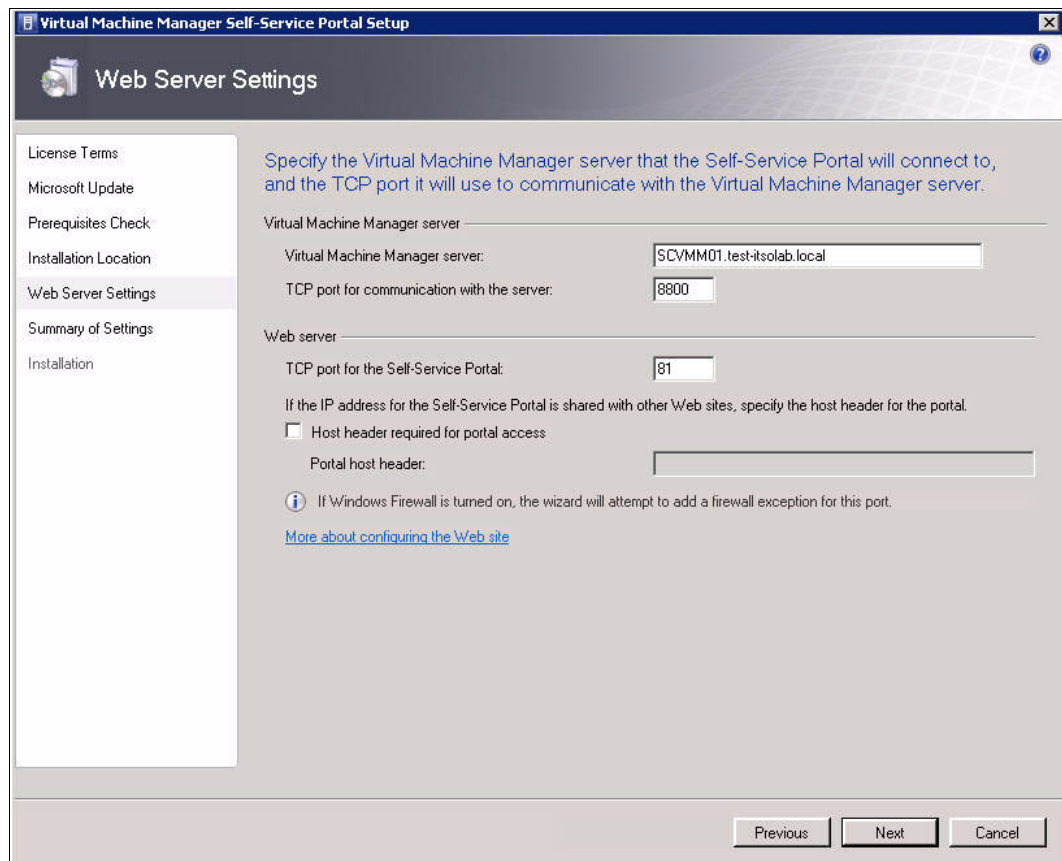 Virtual Machine Manager Self-Service Portal Setup
Web Server Settings
License Terms
Microsoft Update
Prerequisites Check
Installation Location
Web Server Settings
Summary of Settings
Installation
Specify the Virtual Machine Manager server that the Self-Service Portal will connect to,
and the TCP port it will use to communicate with the Virtual Machine Manager server.
Virtual Machine Manager server
Virtual Machine Manager server: SCVMM01.test-itsolab.local
TCP port for communication with the server: 8800
Web server
TCP port for the Self-Service Portal: 81
If the IP address for the Self-Service Portal is shared with other Web sites, specify the host header for the portal.
Host header required for portal access
Portal host header:
If Windows Firewall is turned on, the wizard will attempt to add a firewall exception for this port.
More about configuring the Web site
Previous Next Cancel